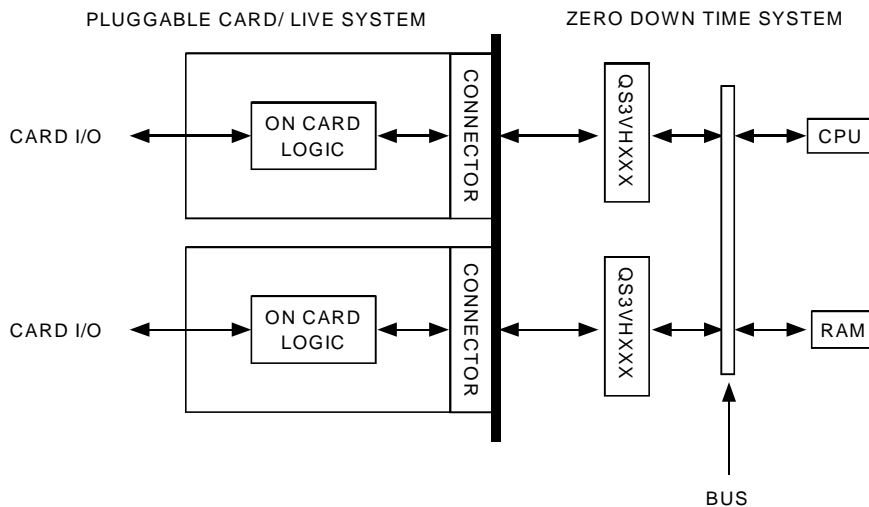 PLUGGABLE CARD/ LIVE SYSTEM
ZERO DOWN TIME SYSTEM
CARD I/O
ON CARD
LOGIC
CONNECTOR
QS3VHXXX
CPU
CARD I/O
ON CARD
LOGIC
CONNECTOR
QS3VHXXX
RAM
BUS